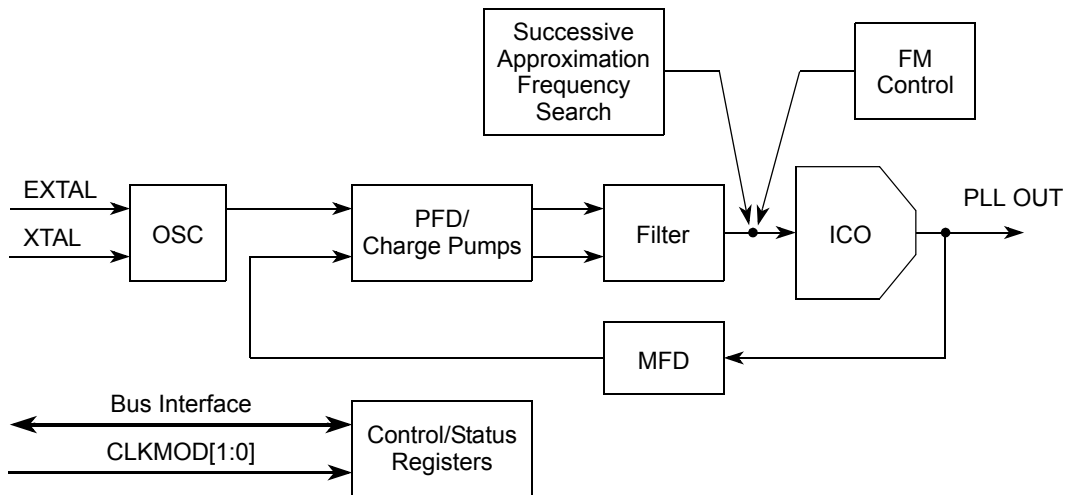 Successive
Approximation
Frequency
Search
FM
Control
EXTAL
XTAL
OSC
PFD/
Charge Pumps
Filter
ICO
PLL OUT
MFD
Bus Interface
CLKMOD[1:0]
Control/Status
Registers